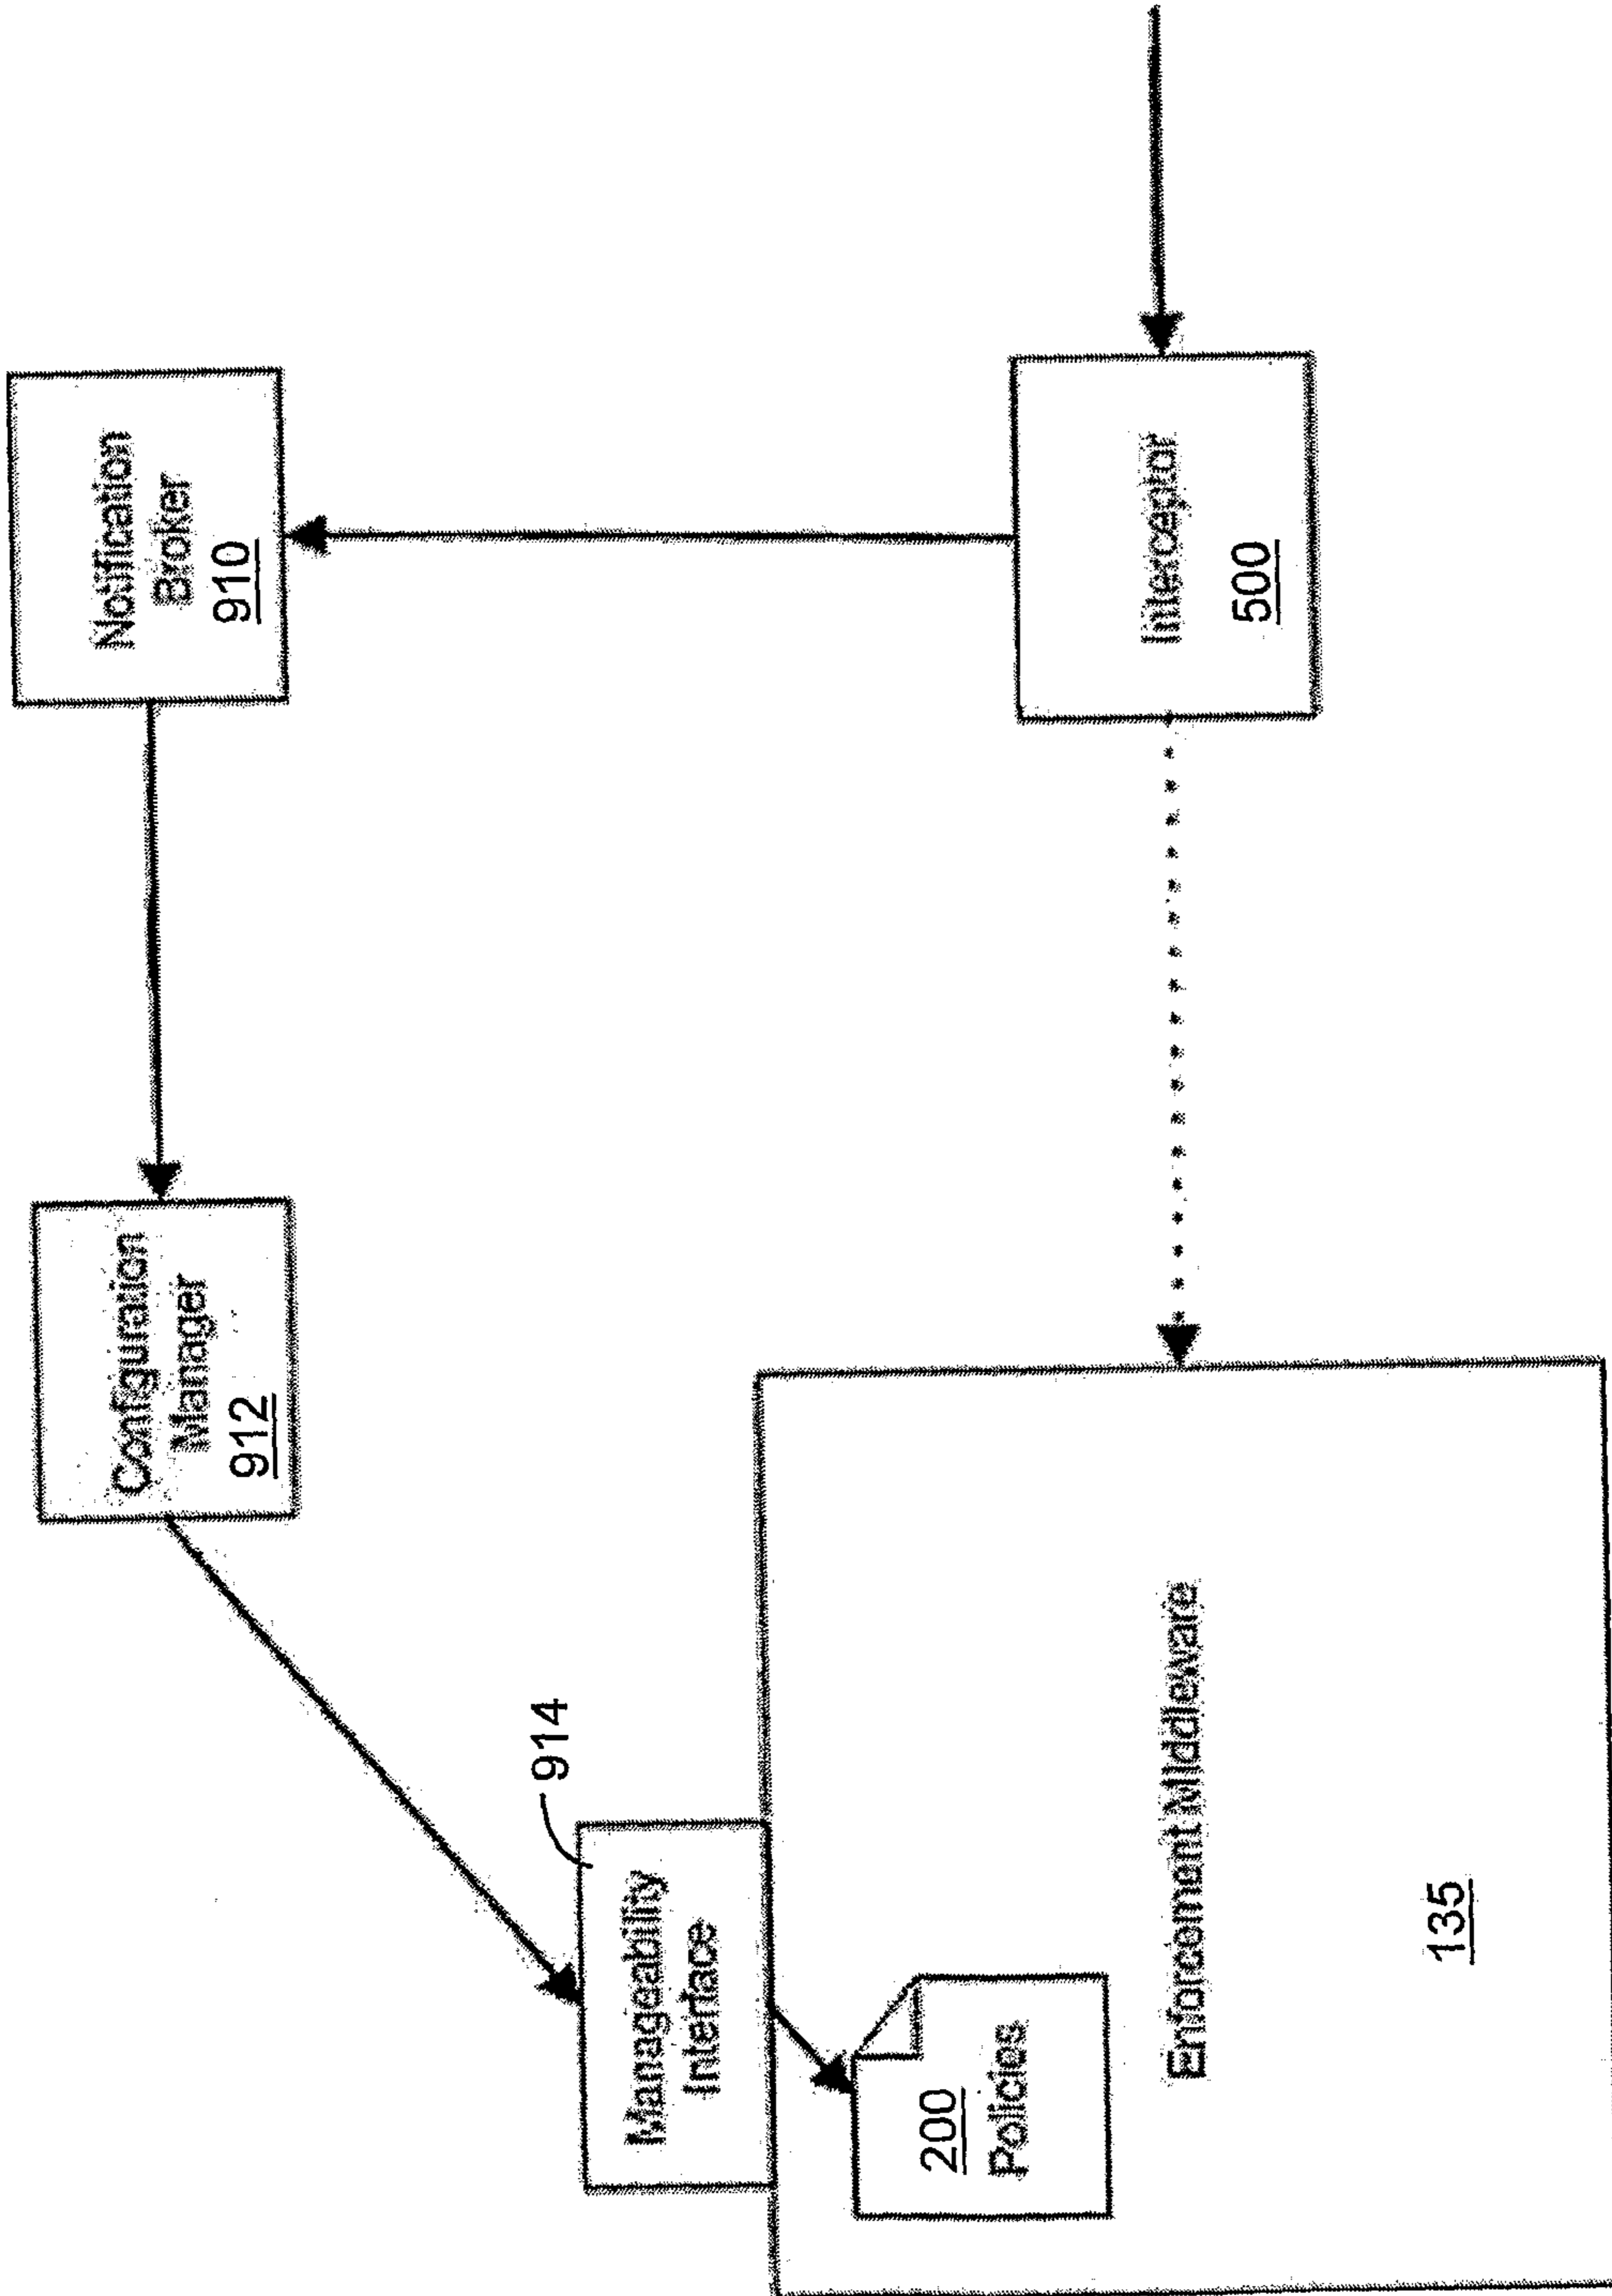 Notification
Broker
910
Configuration
Manager
912
914
Manageability
Interface
200
Policies
Enforcement Middleware
135
Interceptor
500